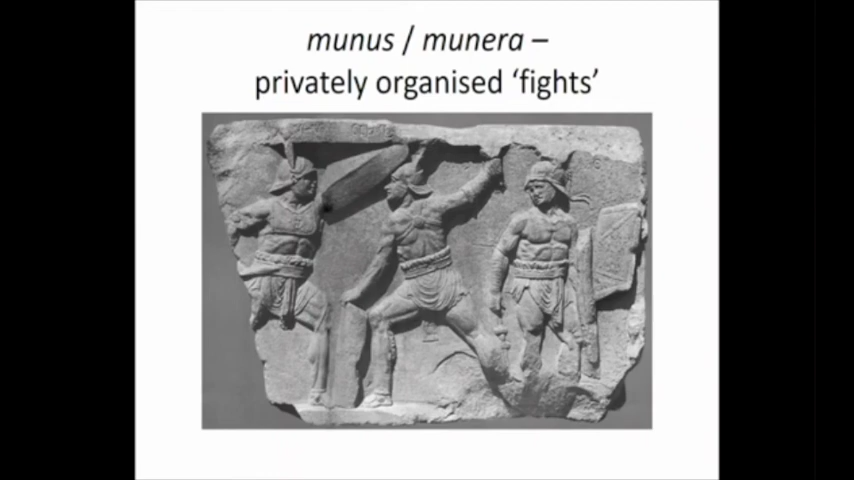 munus / munera –
privately organised ‘fights’